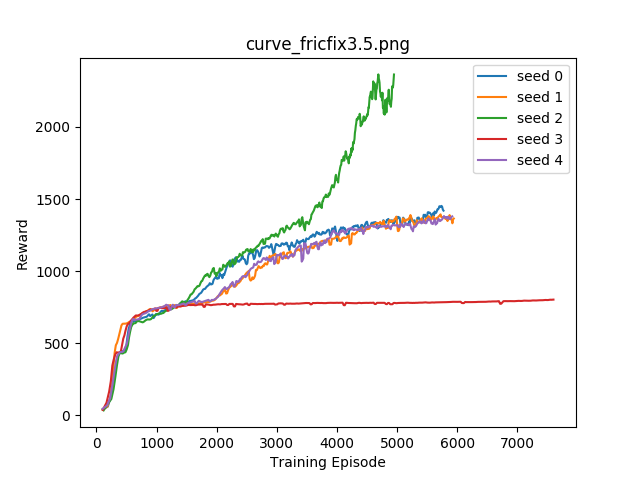 curve_fricfix3.5.png
seed 0
seed 1
seed 2
seed 3
seed 4
Reward
2000
1500
1000
500
0
0 1000 2000 3000 4000 5000 6000 7000
Training Episode